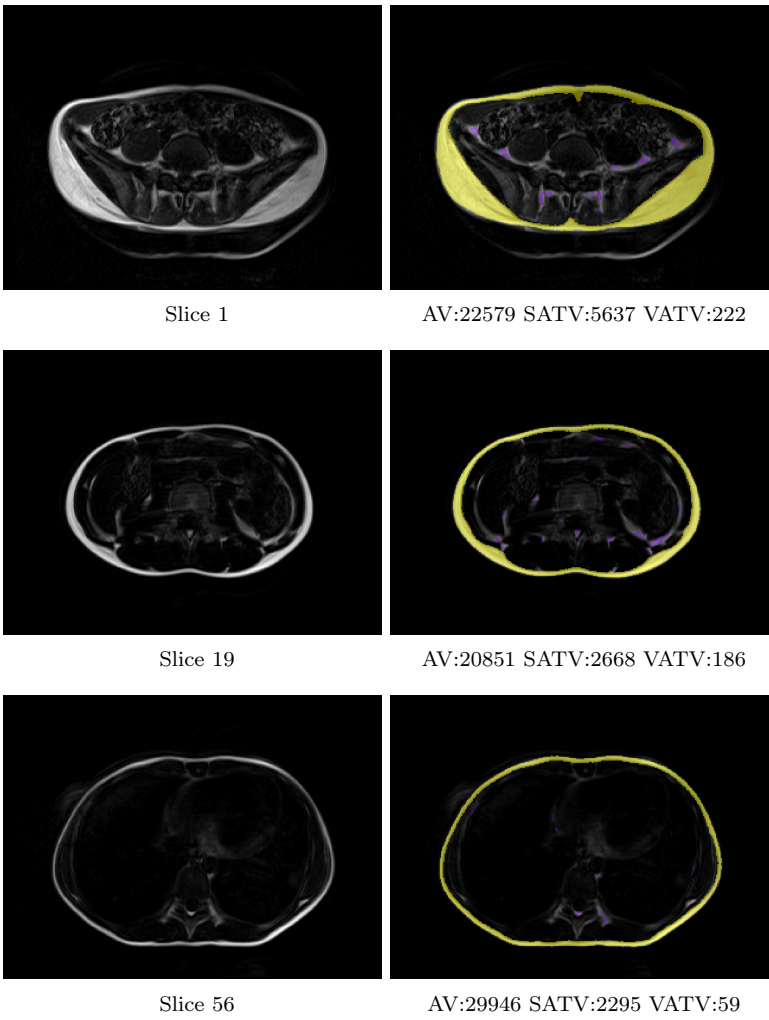 Slice 1
AV:22579 SATV:5637 VATV:222
Slice 19
AV:20851 SATV:2668 VATV:186
Slice 56
AV:29946 SATV:2295 VATV:59